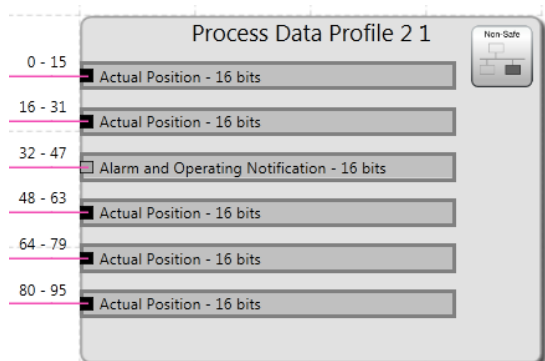 Process Data Profile 2 1
Non-Safe
0 - 15
Actual Position - 16 bits
16 - 31
Actual Position - 16 bits
32 - 47
Alarm and Operating Notification - 16 bits
48 - 63
Actual Position - 16 bits
64 - 79
Actual Position - 16 bits
80 - 95
Actual Position - 16 bits